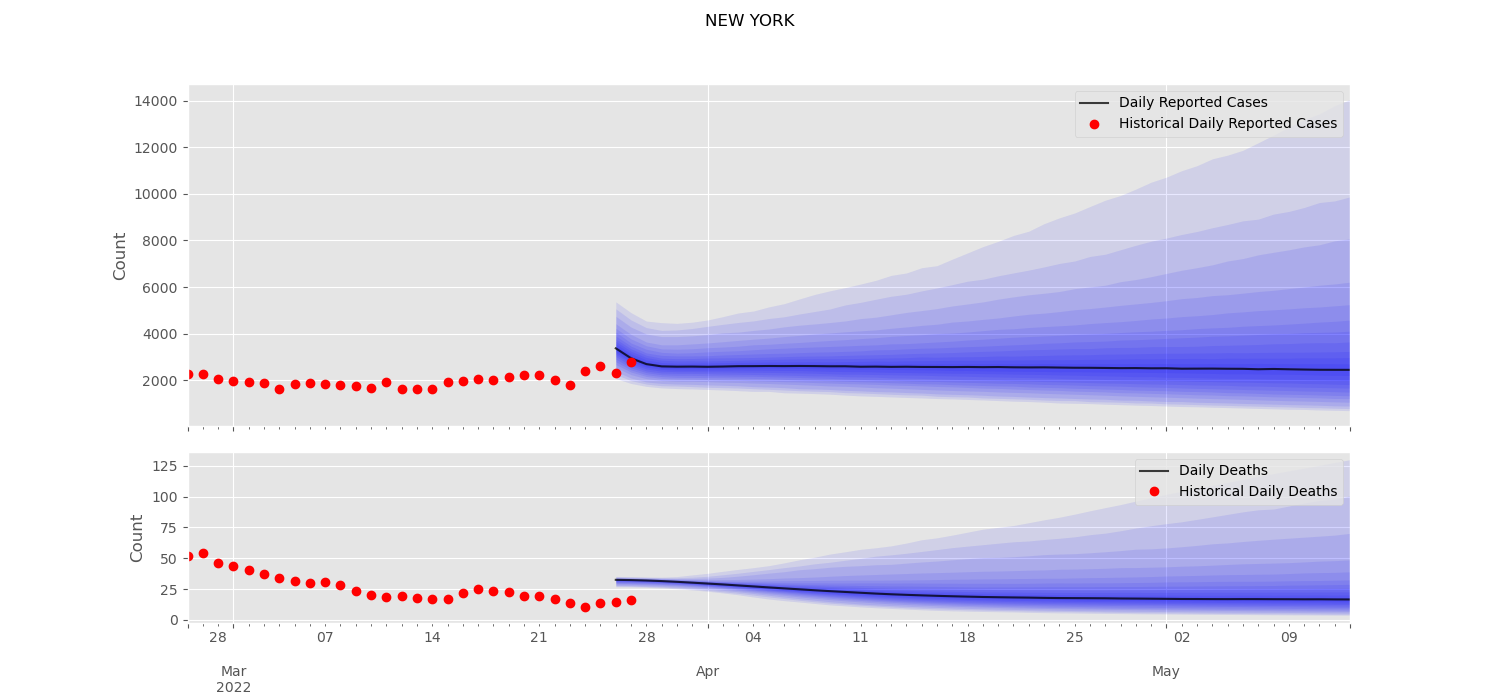 NEW YORK
14000
12000
10000
8000
6000
4000
2000
Count
Daily Reported Cases
Historical Daily Reported Cases
125
100
75
50
25
0
Count
Daily Deaths
Historical Daily Deaths
28 07 14 21 28 04 11 18 25 02 09
Mar Apr May
2022